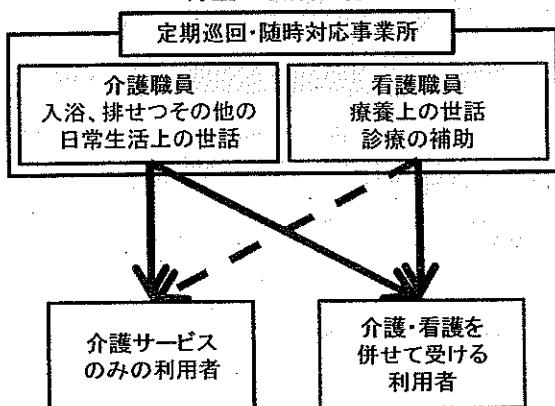 定期巡回・随時対応事業所
介護職員
入浴、排せつその他の
日常生活上の世話
看護職員
療養上の世話
診療の補助
介護サービス
のみの利用者
介護・看護を
併せて受ける
利用者